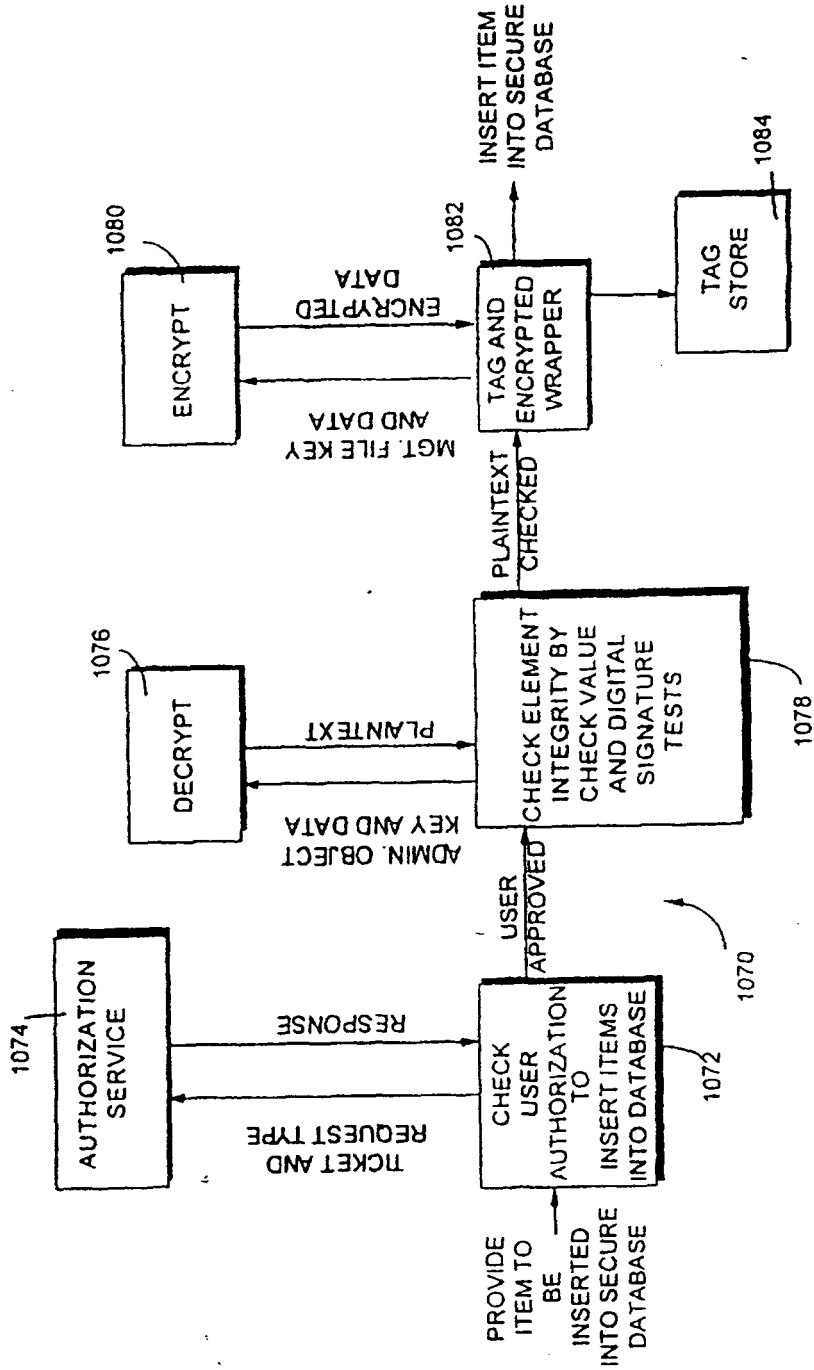 1074
AUTHORIZATION
SERVICE
TICKET AND
REQUEST TYPE
RESPONSE
PROVIDE
ITEM TO
BE
INSERTED
INTO SECURE
DATABASE
CHECK
USER
AUTHORIZATION
TO
INSERT ITEMS
INTO DATABASE
1072
USER
APPROVED
1070
1076
DECRYPT
ADMIN. OBJECT
KEY AND DATA
PLAINTEXT
CHECK ELEMENT
INTEGRITY BY
CHECK VALUE
AND DIGITAL
SIGNATURE
TESTS
1078
PLAINTEXT
CHECKED
1080
ENCRYPT
MGT. FILE KEY
AND DATA
ENCRYPTED
DATA
1082
TAG AND
ENCRYPTED
WRAPPER
INSERT ITEM
INTO SECURE
DATABASE
TAG
STORE
1084